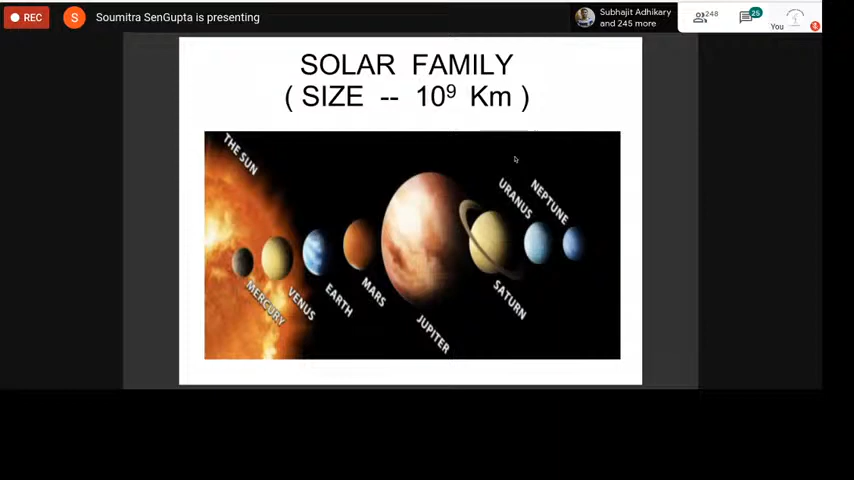 REC
S
Soumitra SenGupta is presenting
Subhajit Adhikary
and 245 more
248
25
You
SOLAR FAMILY
( SIZE -- 10⁹ Km )
THE SUN
MERCURY
VENUS
EARTH
MARS
JUPITER
SATURN
URANUS
NEPTUNE